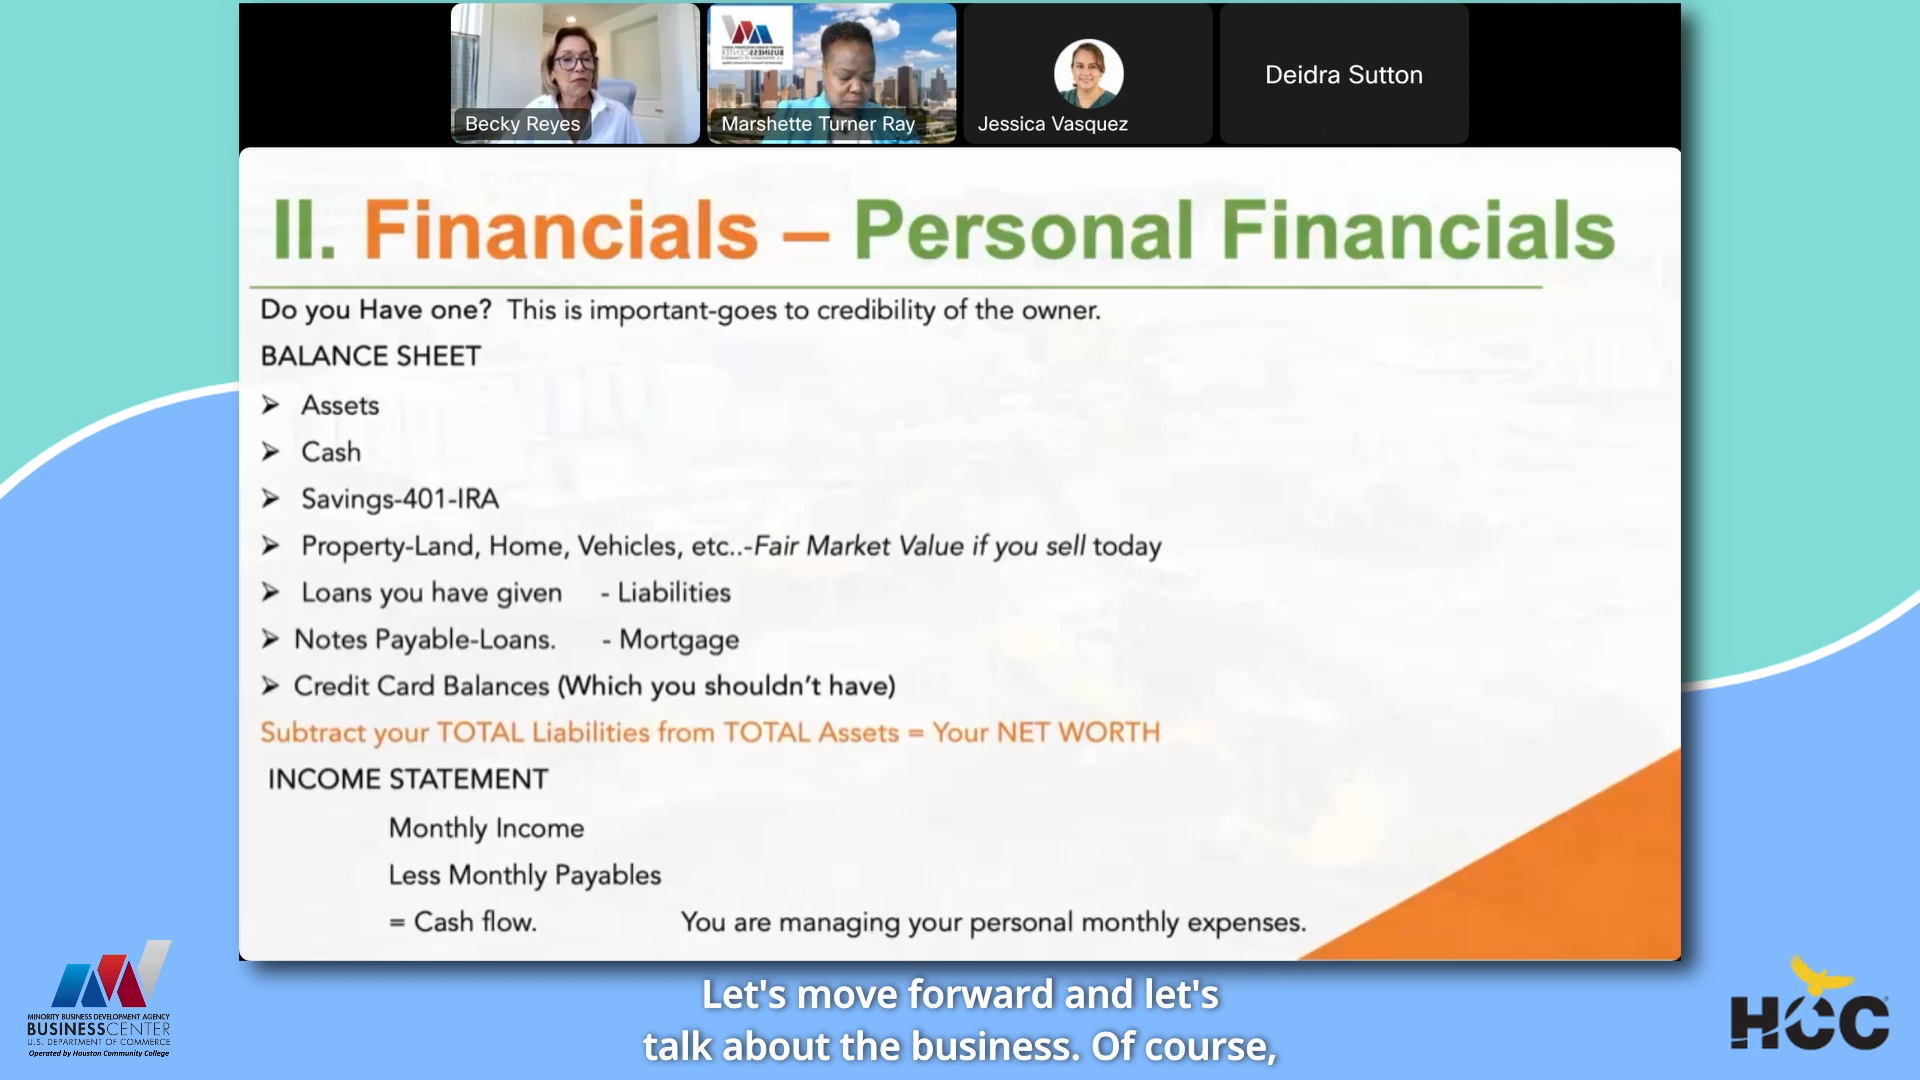 Becky Reyes
Marshette Turner Ray
Jessica Vasquez
Deidra Sutton
II. Financials – Personal Financials
Do you Have one? This is important-goes to credibility of the owner.
BALANCE SHEET
➢ Assets
➢ Cash
➢ Savings-401-IRA
➢ Property-Land, Home, Vehicles, etc..-Fair Market Value if you sell today
➢ Loans you have given - Liabilities
➢ Notes Payable-Loans. - Mortgage
➢ Credit Card Balances (Which you shouldn't have)
Subtract your TOTAL Liabilities from TOTAL Assets = Your NET WORTH
INCOME STATEMENT
Monthly Income
Less Monthly Payables
= Cash flow. You are managing your personal monthly expenses.
MINORITY BUSINESS DEVELOPMENT AGENCY
BUSINESSCENTER
U.S. DEPARTMENT OF COMMERCE
Operated by Houston Community College
Let's move forward and let's
talk about the business. Of course,
HCC